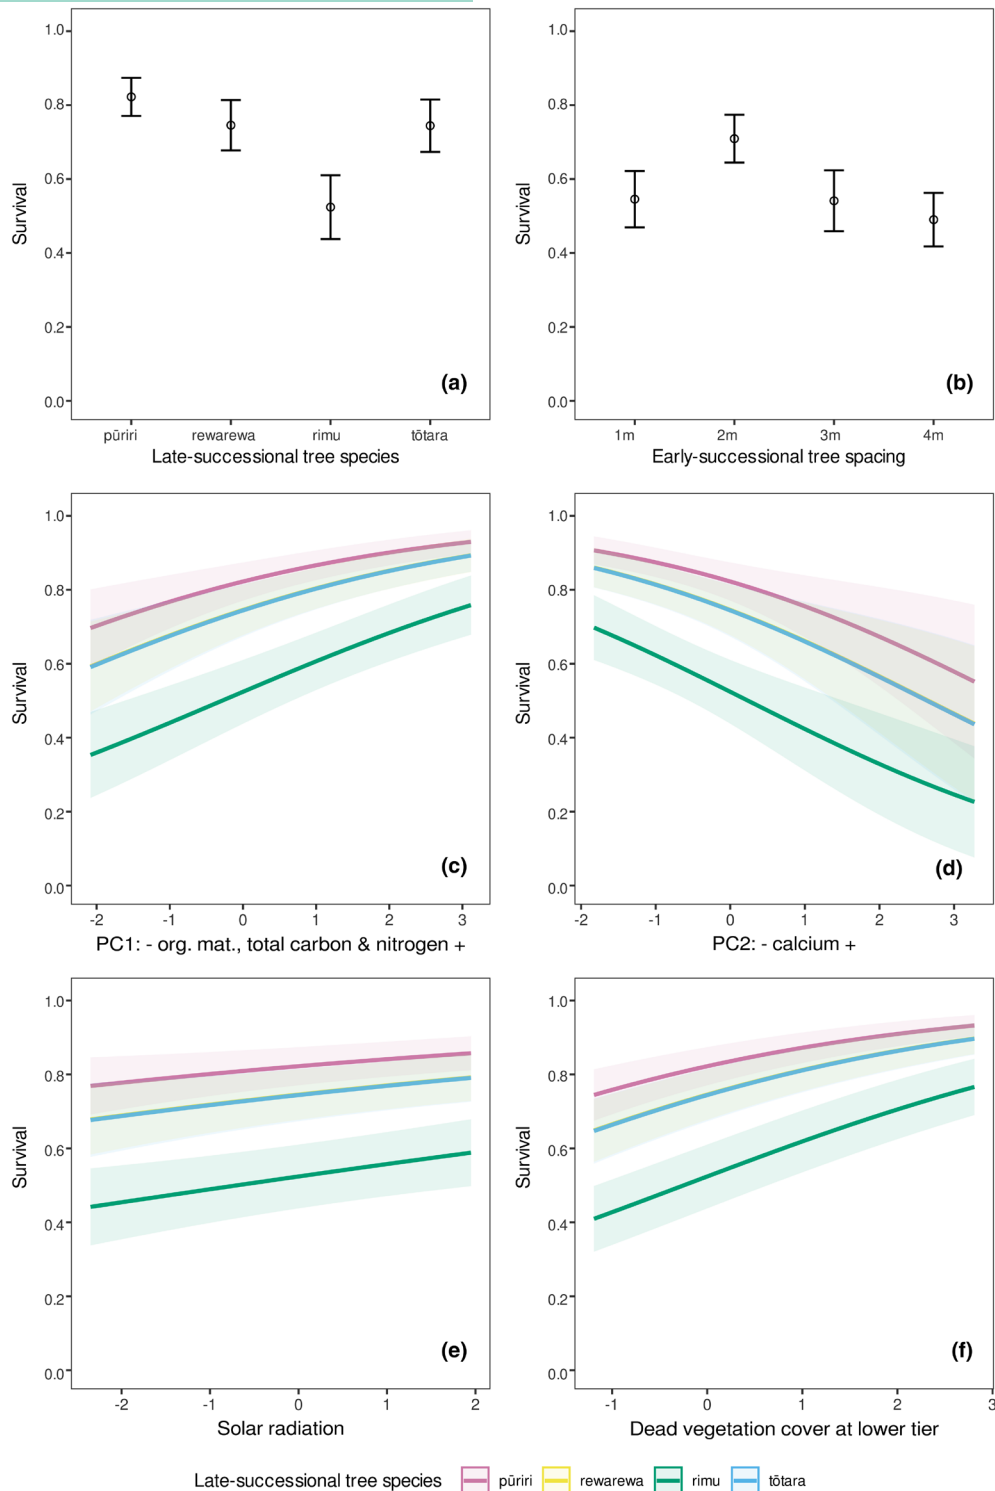 1.0
0.8
0.6
0.4
0.2
0.0
Survival
(a)
pūriri rewarewa rimu tōtara
Late-successional tree species
1.0
0.8
0.6
0.4
0.2
0.0
Survival
(b)
1m 2m 3m 4m
Early-successional tree spacing
1.0
0.8
0.6
0.4
0.2
0.0
Survival
(c)
-2 -1 0 1 2 3
PC1: - org. mat., total carbon & nitrogen +
1.0
0.8
0.6
0.4
0.2
0.0
Survival
(d)
-2 -1 0 1 2 3
PC2: - calcium +
1.0
0.8
0.6
0.4
0.2
0.0
Survival
(e)
-2 -1 0 1 2
Solar radiation
1.0
0.8
0.6
0.4
0.2
0.0
Survival
(f)
-1 0 1 2 3
Dead vegetation cover at lower tier
Late-successional tree species pūriri rewarewa rimu tōtara